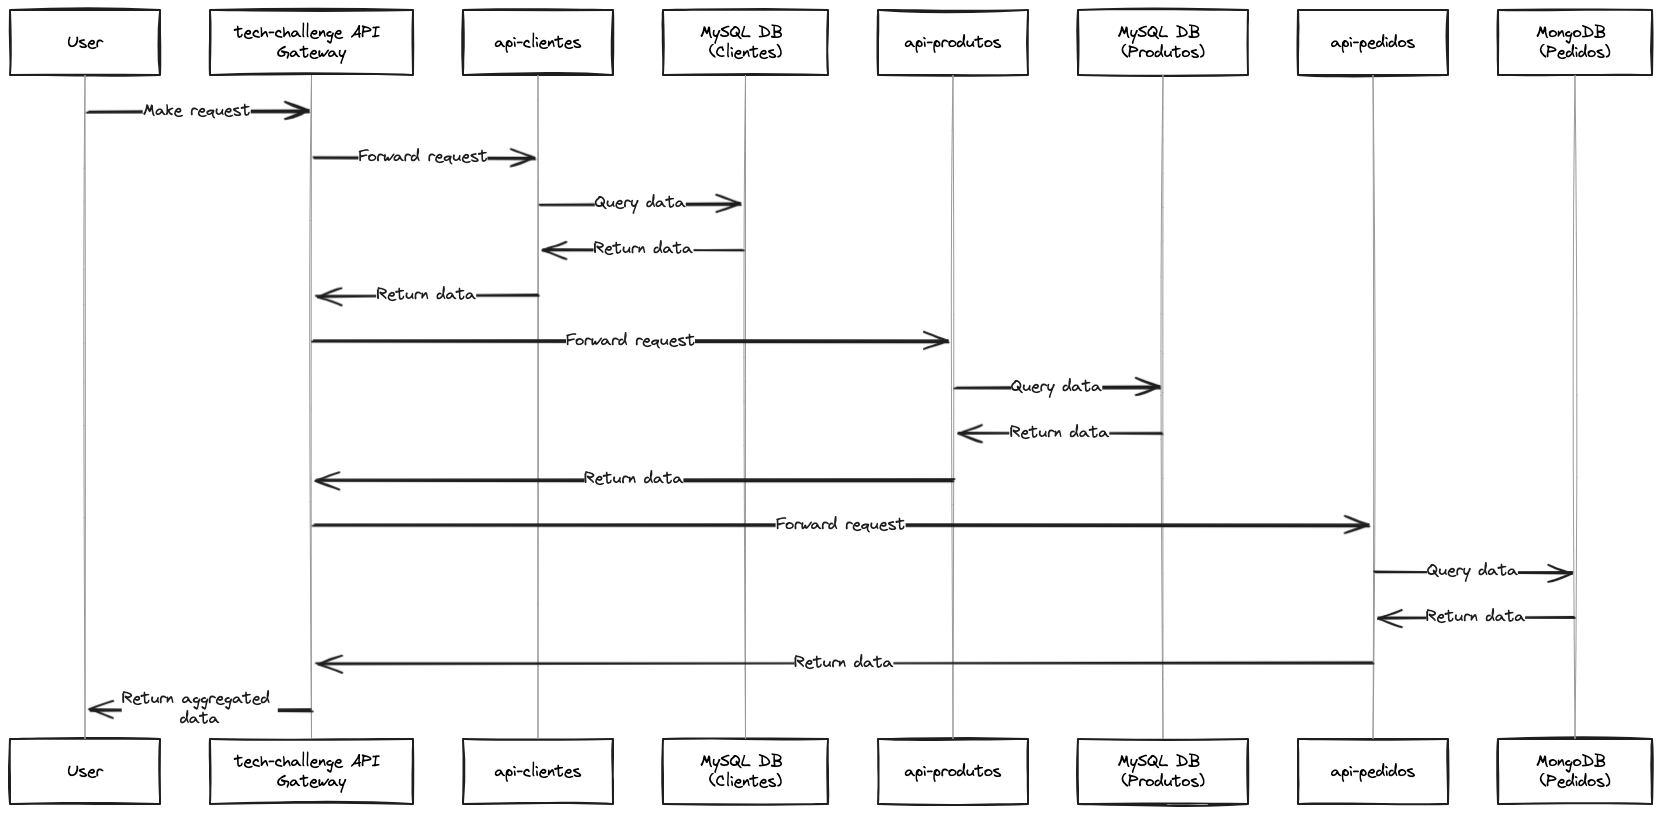 User
tech-challenge API
Gateway
api-clientes
MySQL DB
(Clientes)
api-produtos
MySQL DB
(Produtos)
api-pedidos
MongoDB
(Pedidos)
Make request
Forward request
Query data
Return data
Return data
Forward request
Query data
Return data
Return data
Forward request
Query data
Return data
Return data
Return aggregated
data
User
tech-challenge API
Gateway
api-clientes
MySQL DB
(Clientes)
api-produtos
MySQL DB
(Produtos)
api-pedidos
MongoDB
(Pedidos)